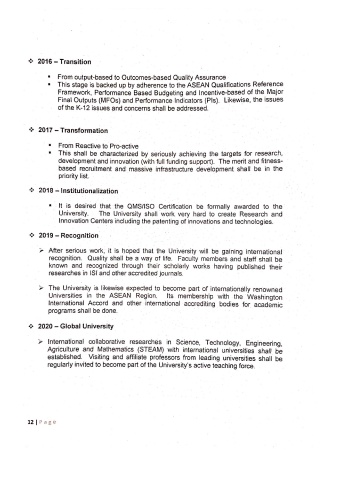 ❖ 2016 – Transition
▪ From output-based to Outcomes-based Quality Assurance
▪ This stage is backed up by adherence to the ASEAN Qualifications Reference
Framework, Performance Based Budgeting and Incentive-based of the Major
Final Outputs (MFOs) and Performance Indicators (PIs). Likewise, the issues
of the K-12 issues and concerns shall be addressed.
❖ 2017 – Transformation
▪ From Reactive to Pro-active
▪ This shall be characterized by seriously achieving the targets for research,
development and innovation (with full funding support). The merit and fitness-
based recruitment and massive infrastructure development shall be in the
priority list.
❖ 2018 – Institutionalization
▪ It is desired that the QMS/ISO Certification be formally awarded to the
University. The University shall work very hard to create Research and
Innovation Centers including the patenting of innovations and technologies.
❖ 2019 – Recognition
➢ After serious work, it is hoped that the University will be gaining international
recognition. Quality shall be a way of life. Faculty members and staff shall be
known and recognized through their scholarly works having published their
researches in ISI and other accredited journals.
➢ The University is likewise expected to become part of internationally renowned
Universities in the ASEAN Region. Its membership with the Washington
International Accord and other international accrediting bodies for academic
programs shall be done.
❖ 2020 – Global University
➢ International collaborative researches in Science, Technology, Engineering,
Agriculture and Mathematics (STEAM) with international universities shall be
established. Visiting and affiliate professors from leading universities shall be
regularly invited to become part of the University's active teaching force.
12 | P a g e